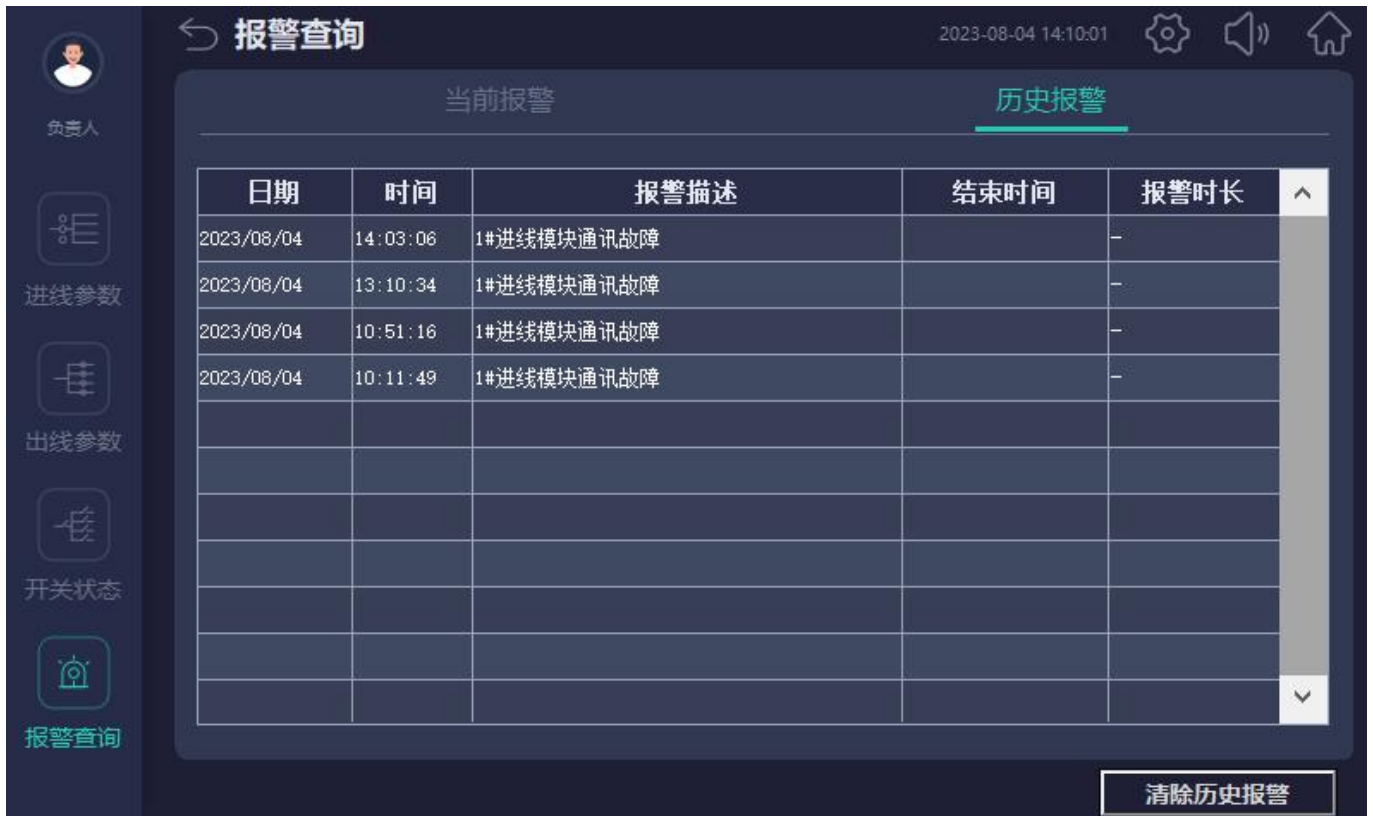 报警查询
2023-08-04 14:10:01
负责人
当前报警
历史报警
日期 时间 报警描述 结束时间 报警时长
2023/08/04 14:03:06 1#进线模块通讯故障 -
2023/08/04 13:10:34 1#进线模块通讯故障 -
2023/08/04 10:51:16 1#进线模块通讯故障 -
2023/08/04 10:11:49 1#进线模块通讯故障 -
进线参数
出线参数
开关状态
报警查询
清除历史报警